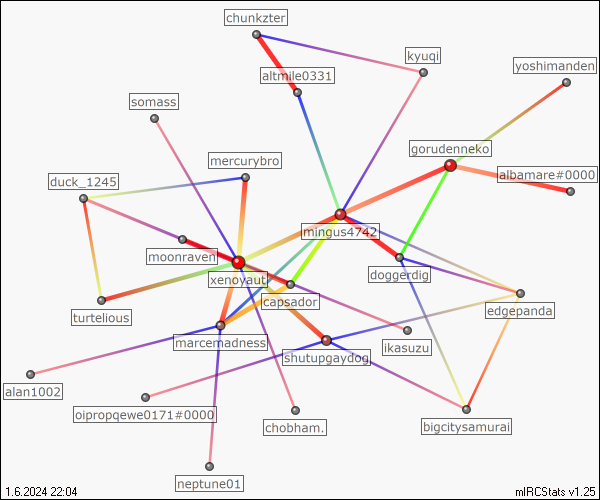 chunkzter
kyuqi
yoshimanden
altmile0331
somass
gorudenneko
mercurybro
albamare#0000
duck_1245
mingus4742
moonraven
doggerdig
xenoyaut
capsador
edgepanda
turtelious
marcemadness
ikasuzu
shutupgaydog
alan1002
oipropqewe0171#0000
chobham.
bigcitysamurai
neptune01
1.6.2024 22:04
mIRCStats v1.25